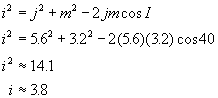 i² = j² + m² − 2jm cos I
i² = 5.6² + 3.2² − 2(5.6)(3.2) cos40
i² ≈ 14.1
i ≈ 3.8